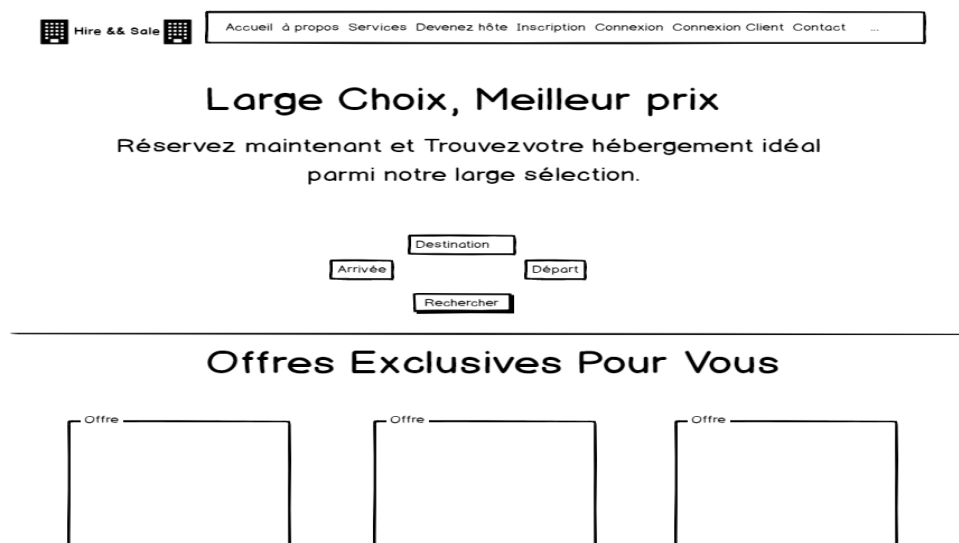 Hire && Sale
Accueil à propos Services Devenez hôte Inscription Connexion Connexion Client Contact ...
Large Choix, Meilleur prix
Réservez maintenant et Trouvezvotre hébergement idéal
parmi notre large sélection.
Destination
Arrivée Départ
Rechercher
Offres Exclusives Pour Vous
Offre Offre Offre